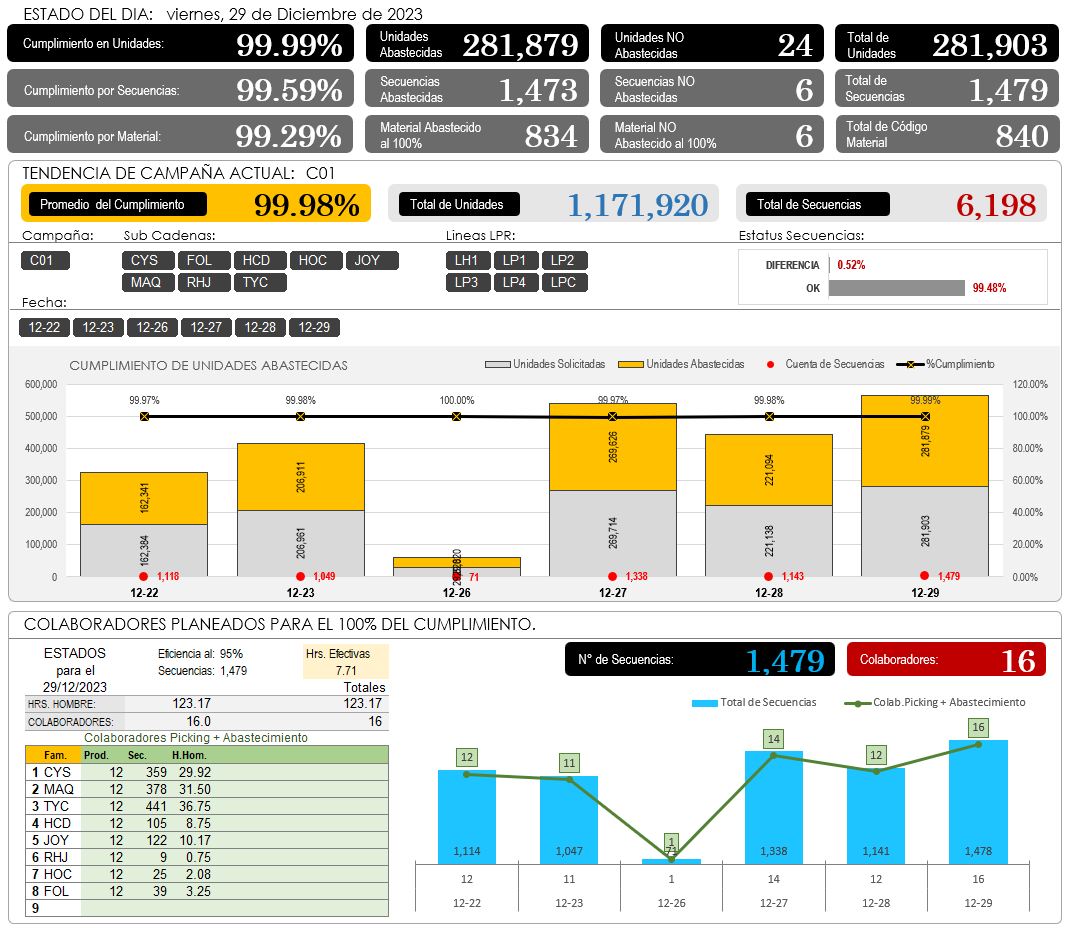 ESTADO DEL DIA: viernes, 29 de Diciembre de 2023
Cumplimiento en Unidades: 99.99%
Unidades Abastecidas 281,879
Unidades NO Abastecidas 24
Total de Unidades 281,903
Cumplimiento por Secuencias: 99.59%
Secuencias Abastecidas 1,473
Secuencias NO Abastecidas 6
Total de Secuencias 1,479
Cumplimiento por Material: 99.29%
Material Abastecido al 100% 834
Material NO Abastecido al 100% 6
Total de Código Material 840
TENDENCIA DE CAMPAÑA ACTUAL: C01
Promedio del Cumplimiento 99.98%
Total de Unidades 1,171,920
Total de Secuencias 6,198
Campaña: Sub Cadenas: Lineas LPR: Estatus Secuencias:
C01 CYS FOL HCD HOC JOY LH1 LP1 LP2
MAQ RHJ TYC LP3 LP4 LPC
DIFERENCIA 0.52%
OK 99.48%
Fecha:
12-22 12-23 12-26 12-27 12-28 12-29
CUMPLIMIENTO DE UNIDADES ABASTECIDAS
Unidades Solicitadas Unidades Abastecidas Cuenta de Secuencias %Cumplimiento
600,000 120.00%
99.97% 99.98% 100.00% 99.97% 99.98% 99.99%
500,000 100.00%
400,000 80.00%
300,000 60.00%
200,000 40.00%
100,000 20.00%
0 0.00%
162,341 206,911 269,626 221,094 281,879
162,384 206,961 269,714 221,138 281,903
1,118 1,049 71 1,338 1,143 1,479
12-22 12-23 12-26 12-27 12-28 12-29
COLABORADORES PLANEADOS PARA EL 100% DEL CUMPLIMIENTO.
ESTADOS para el 29/12/2023
Eficiencia al: 95%
Secuencias: 1,479
Hrs. Efectivas
7.71
Totales
HRS. HOMBRE: 123.17 123.17
COLABORADORES: 16.0 16
Colaboradores Picking + Abastecimiento
Fam. Prod. Sec. H.Hom.
1 CYS 12 359 29.92
2 MAQ 12 378 31.50
3 TYC 12 441 36.75
4 HCD 12 105 8.75
5 JOY 12 122 10.17
6 RHJ 12 9 0.75
7 HOC 12 25 2.08
8 FOL 12 39 3.25
9
N° de Secuencias: 1,479
Colaboradores: 16
Total de Secuencias Colab.Picking + Abastecimiento
12 11 1 14 12 16
1,114 1,047 71 1,338 1,141 1,478
12 11 1 14 12 16
12-22 12-23 12-26 12-27 12-28 12-29